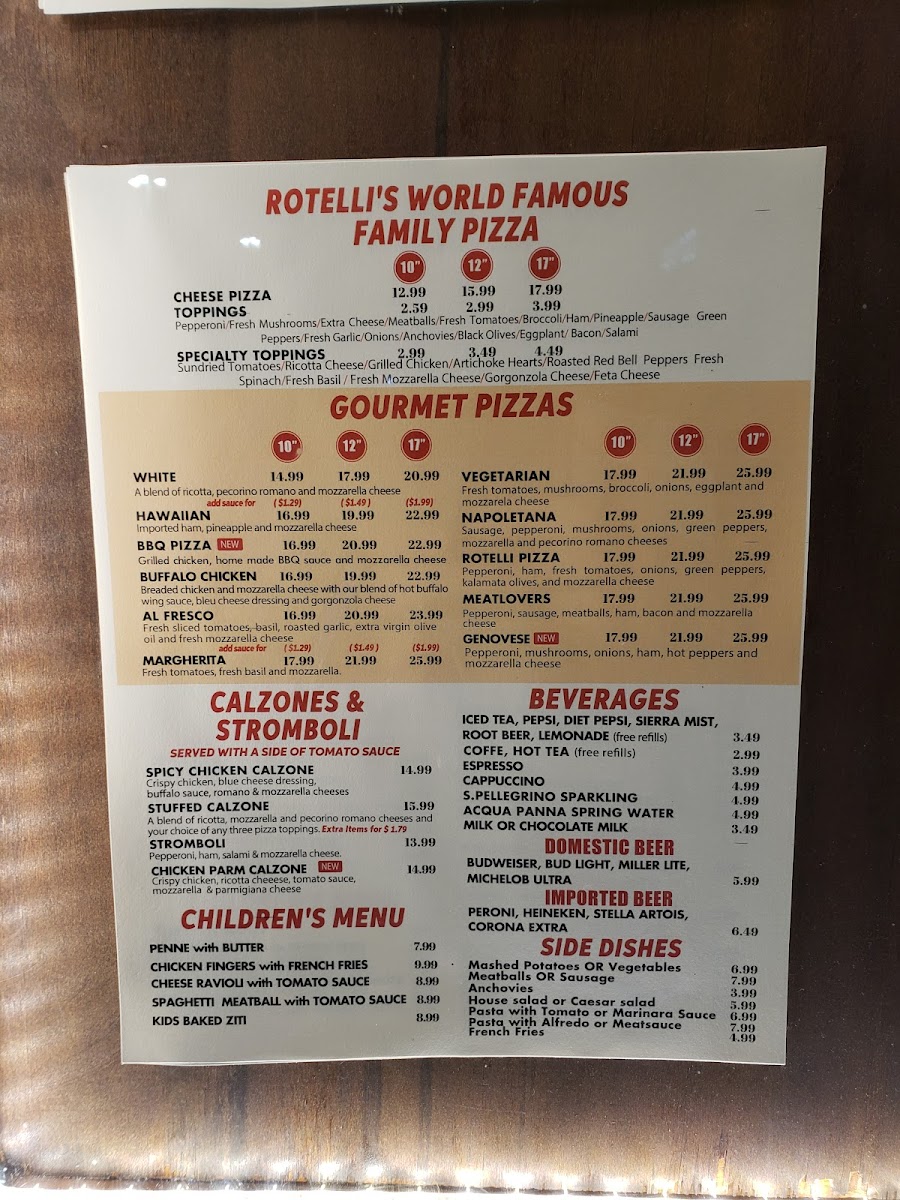 ROTELLI'S WORLD FAMOUS
FAMILY PIZZA
10" 12" 17"
CHEESE PIZZA 12.99 15.99 17.99
TOPPINGS 2.59 2.99 3.99
Pepperoni/Fresh Mushrooms/Extra Cheese/Meatballs/Fresh Tomatoes/Broccoli/Ham/Pineapple/Sausage Green
Peppers/Fresh Garlic/Onions/Anchovies/Black Olives/Eggplant/ Bacon/Salami
SPECIALTY TOPPINGS 2.99 3.49 4.49
Sundried Tomatoes/Ricotta Cheese/Grilled Chicken/Artichoke Hearts/Roasted Red Bell Peppers Fresh
Spinach/Fresh Basil / Fresh Mozzarella Cheese/Gorgonzola Cheese/Feta Cheese
GOURMET PIZZAS
10" 12" 17"
WHITE 14.99 17.99 20.99
A blend of ricotta, pecorino romano and mozzarella cheese
add sauce for ($1.29) ($1.49) ($1.99)
HAWAIIAN 16.99 19.99 22.99
Imported ham, pineapple and mozzarella cheese
BBQ PIZZA NEW 16.99 20.99 22.99
Grilled chicken, home made BBQ sauce and mozzarella cheese
BUFFALO CHICKEN 16.99 19.99 22.99
Breaded chicken and mozzarella cheese with our blend of hot buffalo
wing sauce, bleu cheese dressing and gorgonzola cheese
AL FRESCO 16.99 20.99 23.99
Fresh sliced tomatoes, basil, roasted garlic, extra virgin olive
oil and fresh mozzarella cheese
add sauce for ($1.29) ($1.49) ($1.99)
MARGHERITA 17.99 21.99 25.99
Fresh tomatoes, fresh basil and mozzarella.
10" 12" 17"
VEGETARIAN 17.99 21.99 25.99
Fresh tomatoes, mushrooms, broccoli, onions, eggplant and
mozzarela cheese
NAPOLETANA 17.99 21.99 25.99
Sausage, pepperoni, mushrooms, onions, green peppers,
mozzarella and pecorino romano cheeses
ROTELLI PIZZA 17.99 21.99 25.99
Pepperoni, ham, fresh tomatoes, onions, green peppers,
kalamata olives, and mozzarella cheese
MEATLOVERS 17.99 21.99 25.99
Pepperoni, sausage, meatballs, ham, bacon and mozzarella
cheese
GENOVESE NEW 17.99 21.99 25.99
Pepperoni, mushrooms, onions, ham, hot peppers and
mozzarella cheese
CALZONES &
STROMBOLI
SERVED WITH A SIDE OF TOMATO SAUCE
SPICY CHICKEN CALZONE 14.99
Crispy chicken, blue cheese dressing,
buffalo sauce, romano & mozzarella cheeses
STUFFED CALZONE 15.99
A blend of ricotta, mozzarella and pecorino romano cheeses and
your choice of any three pizza toppings. Extra Items for $ 1.79
STROMBOLI 13.99
Pepperoni, ham, salami & mozzarella cheese.
CHICKEN PARM CALZONE NEW 14.99
Crispy chicken, ricotta cheeese, tomato sauce,
mozzarella & parmigiana cheese
CHILDREN'S MENU
PENNE with BUTTER 7.99
CHICKEN FINGERS with FRENCH FRIES 9.99
CHEESE RAVIOLI with TOMATO SAUCE 8.99
SPAGHETTI MEATBALL with TOMATO SAUCE 8.99
KIDS BAKED ZITI 8.99
BEVERAGES
ICED TEA, PEPSI, DIET PEPSI, SIERRA MIST,
ROOT BEER, LEMONADE (free refills) 3.49
COFFE, HOT TEA (free refills) 2.99
ESPRESSO 3.99
CAPPUCCINO 4.99
S.PELLEGRINO SPARKLING 4.99
ACQUA PANNA SPRING WATER 4.99
MILK OR CHOCOLATE MILK 3.49
DOMESTIC BEER
BUDWEISER, BUD LIGHT, MILLER LITE,
MICHELOB ULTRA 5.99
IMPORTED BEER
PERONI, HEINEKEN, STELLA ARTOIS,
CORONA EXTRA 6.49
SIDE DISHES
Mashed Potatoes OR Vegetables 6.99
Meatballs OR Sausage 7.99
Anchovies 3.99
House salad or Caesar salad 5.99
Pasta with Tomato or Marinara Sauce 6.99
Pasta with Alfredo or Meatsauce 7.99
French Fries 4.99